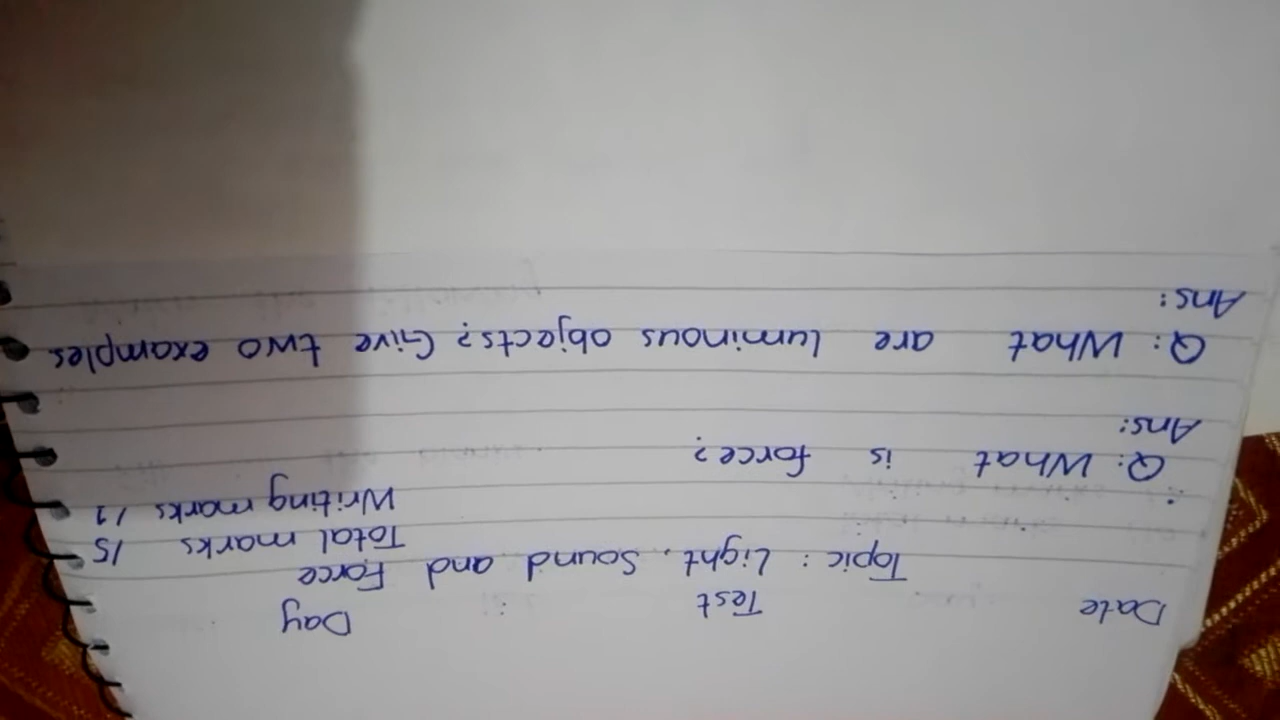 Date Test Day
Topic : Light, Sound and Force
Total marks /5
Writing marks /1
Q: What is force?
Ans:
Q: What are luminous objects? Give two examples
Ans: